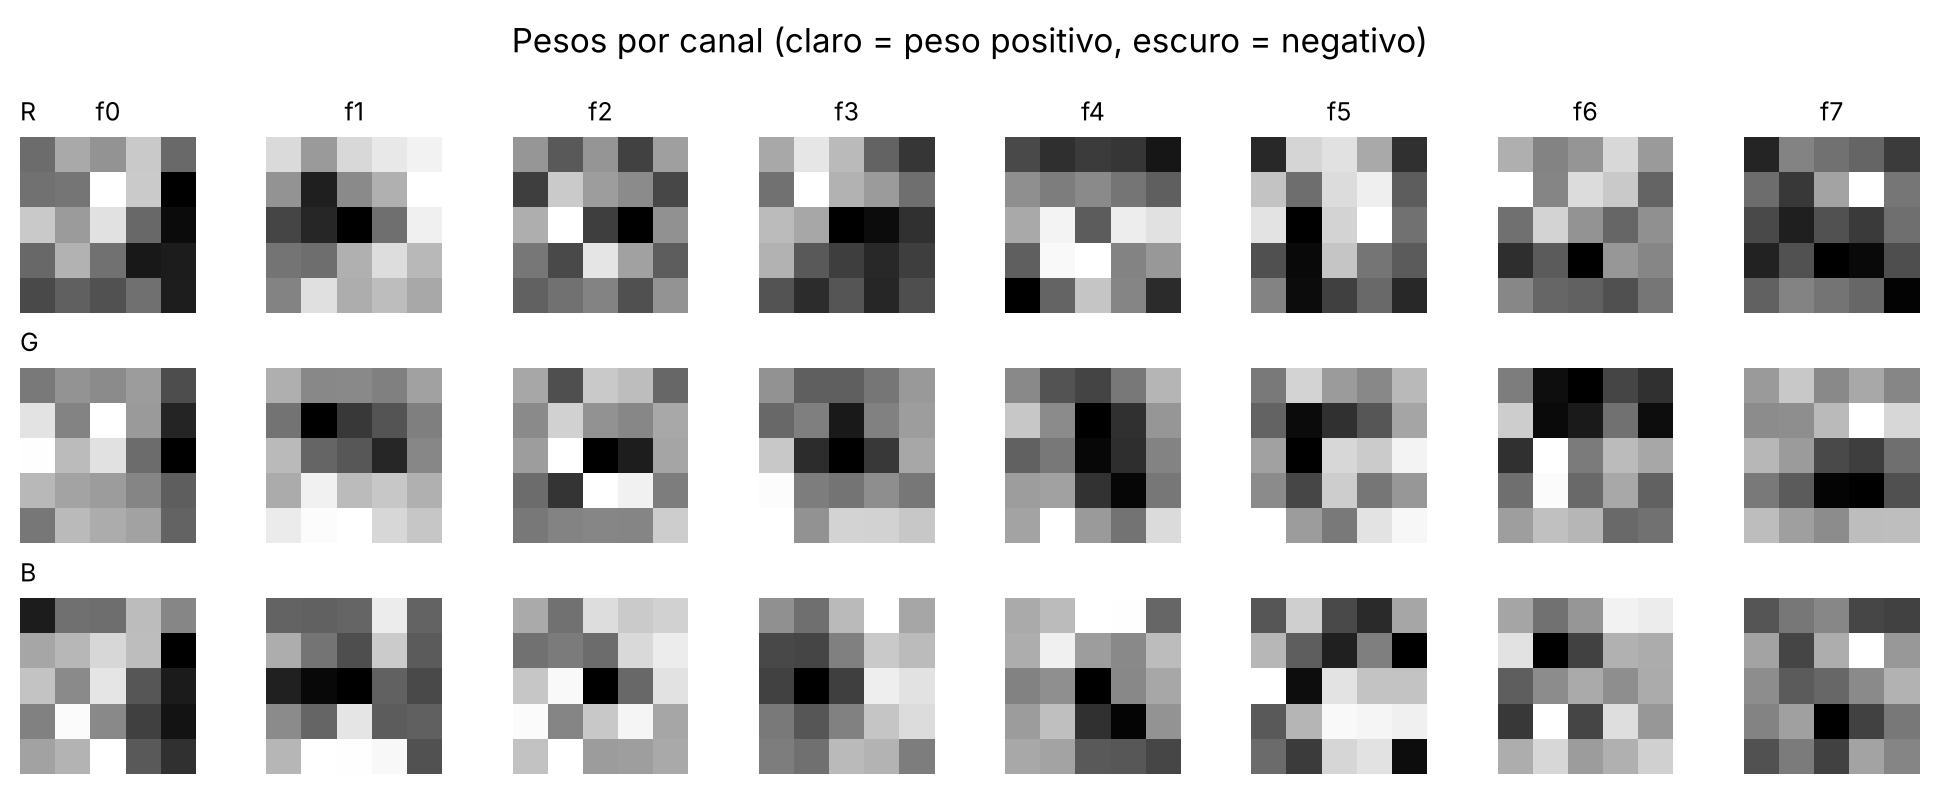 Pesos por canal (claro = peso positivo, escuro = negativo)
R f0 f1 f2 f3 f4 f5 f6 f7
G
B